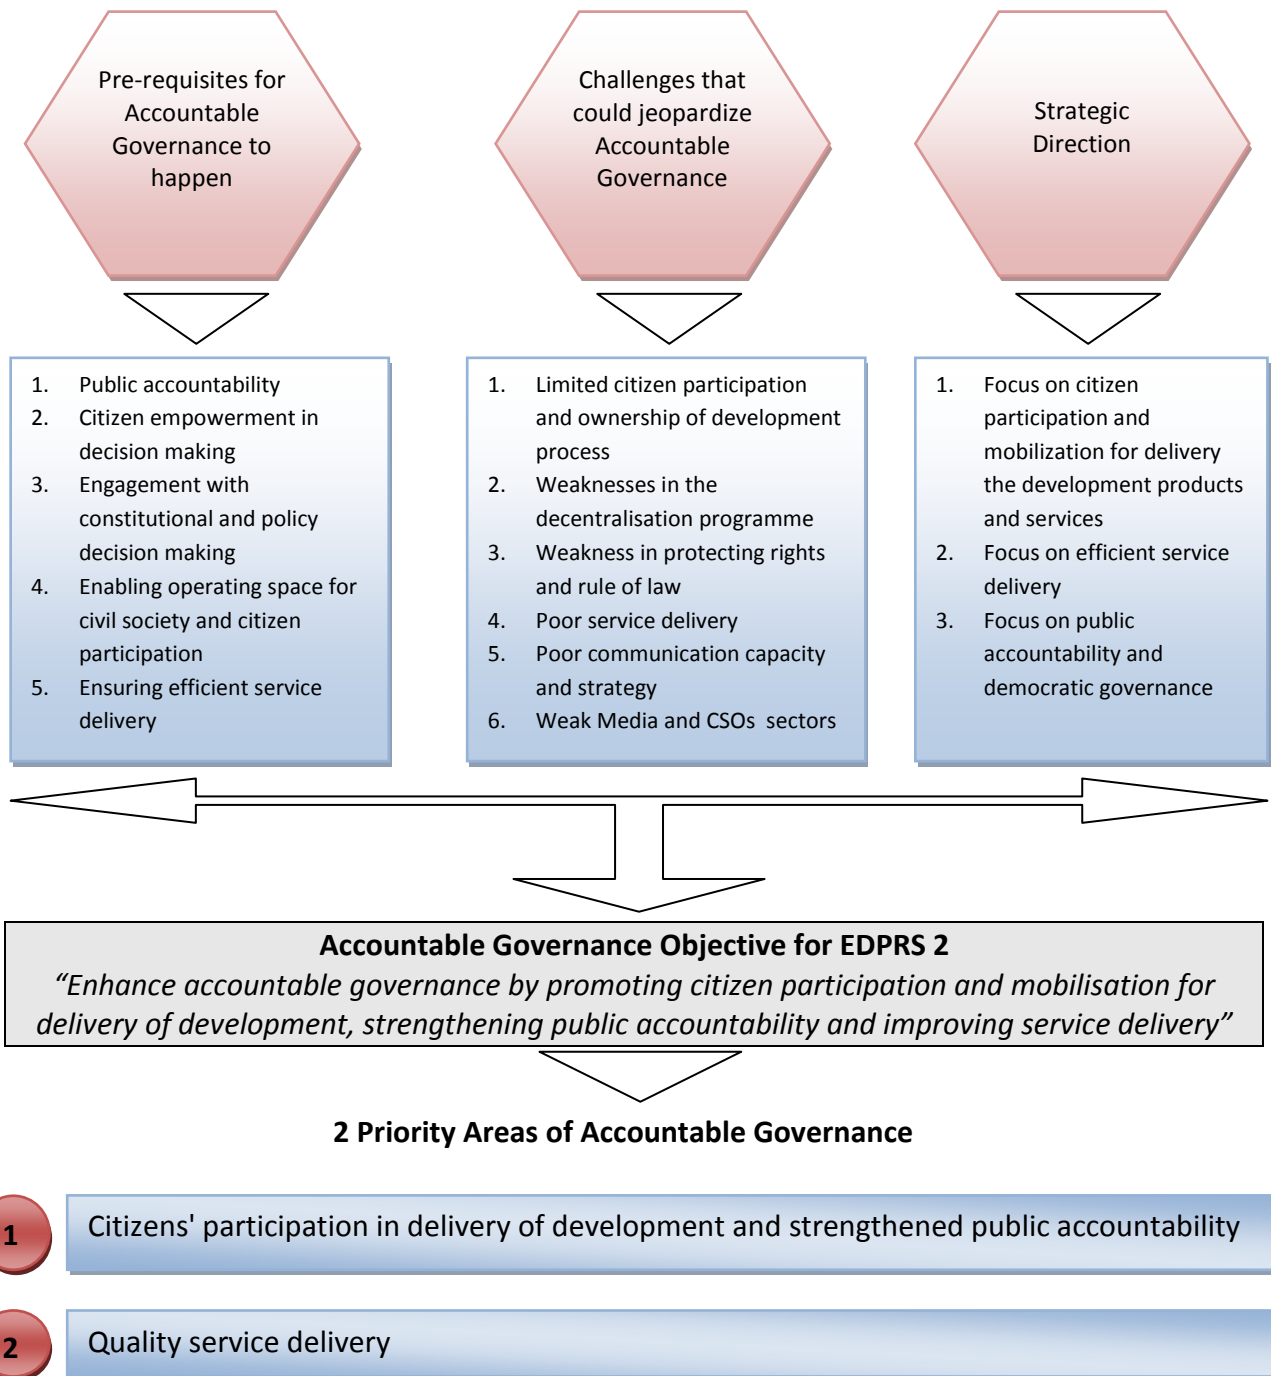 Pre-requisites for
Accountable
Governance to
happen
Challenges that
could jeopardize
Accountable
Governance
Strategic
Direction
1. Public accountability
2. Citizen empowerment in
decision making
3. Engagement with
constitutional and policy
decision making
4. Enabling operating space for
civil society and citizen
participation
5. Ensuring efficient service
delivery
1. Limited citizen participation
and ownership of development
process
2. Weaknesses in the
decentralisation programme
3. Weakness in protecting rights
and rule of law
4. Poor service delivery
5. Poor communication capacity
and strategy
6. Weak Media and CSOs sectors
1. Focus on citizen
participation and
mobilization for delivery
the development products
and services
2. Focus on efficient service
delivery
3. Focus on public
accountability and
democratic governance
Accountable Governance Objective for EDPRS 2
“Enhance accountable governance by promoting citizen participation and mobilisation for
delivery of development, strengthening public accountability and improving service delivery”
2 Priority Areas of Accountable Governance
1 Citizens' participation in delivery of development and strengthened public accountability
2 Quality service delivery